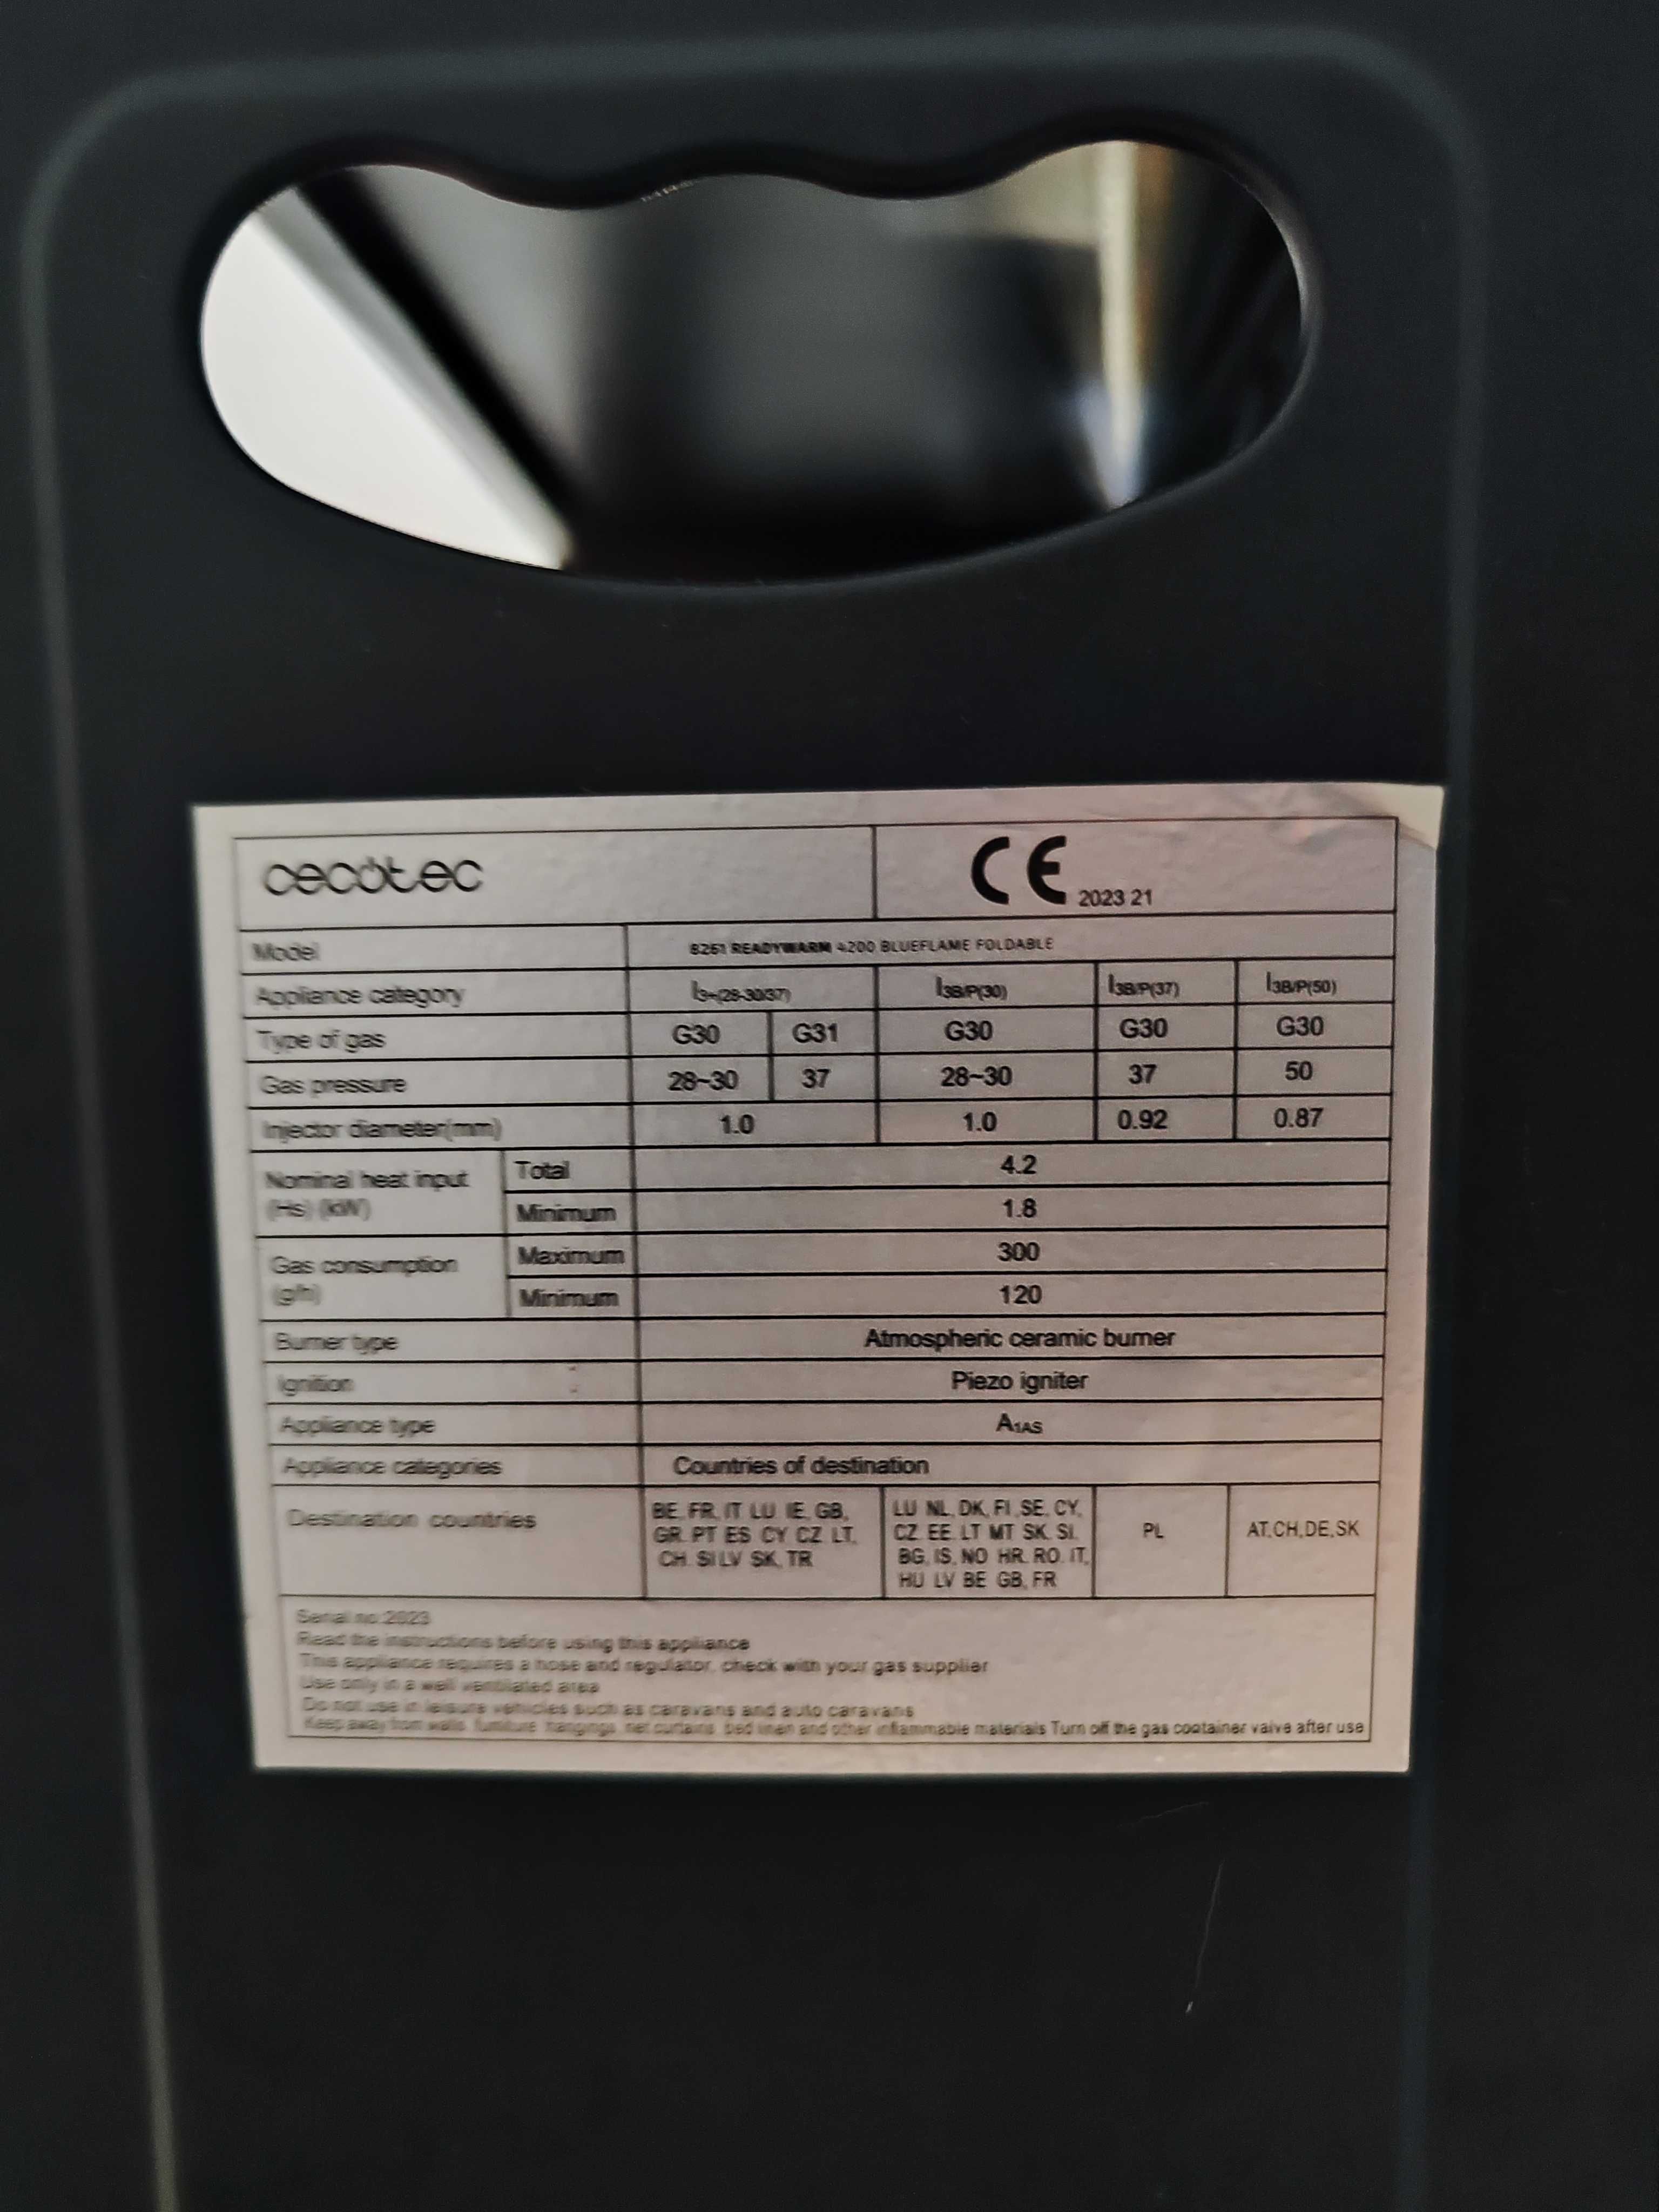 cecotec
CE 2023 21
Model 8261 READYWARM 4200 BLUEFLAME FOLDABLE
Appliance category I3+(28-30/37) I3B/P(30) I3B/P(37) I3B/P(50)
Type of gas G30 G31 G30 G30 G30
Gas pressure 28~30 37 28~30 37 50
Injector diameter(mm) 1.0 1.0 0.92 0.87
Nominal heat input (Hs) (kW) Total 4.2
Minimum 1.8
Gas consumption (g/h) Maximum 300
Minimum 120
Burner type Atmospheric ceramic burner
Ignition Piezo igniter
Appliance type A1AS
Appliance categories Countries of destination
Destination countries
BE, FR, IT LU IE, GB,
GR PT ES CY CZ LT,
CH. SI LV SK, TR
LU NL, DK, FI, SE, CY,
CZ EE LT MT SK. SI,
BG, IS, NO HR. RO. IT,
HU LV BE GB, FR
PL
AT,CH,DE,SK
Serial no:2023
Read the instructions before using this appliance
This appliance requires a hose and regulator, check with your gas supplier
Use only in a well ventilated area
Do not use in leisure vehicles such as caravans and auto caravans
Keep away from walls, furniture, hangings, net curtains, bed linen and other inflammable materials Turn off the gas container valve after use